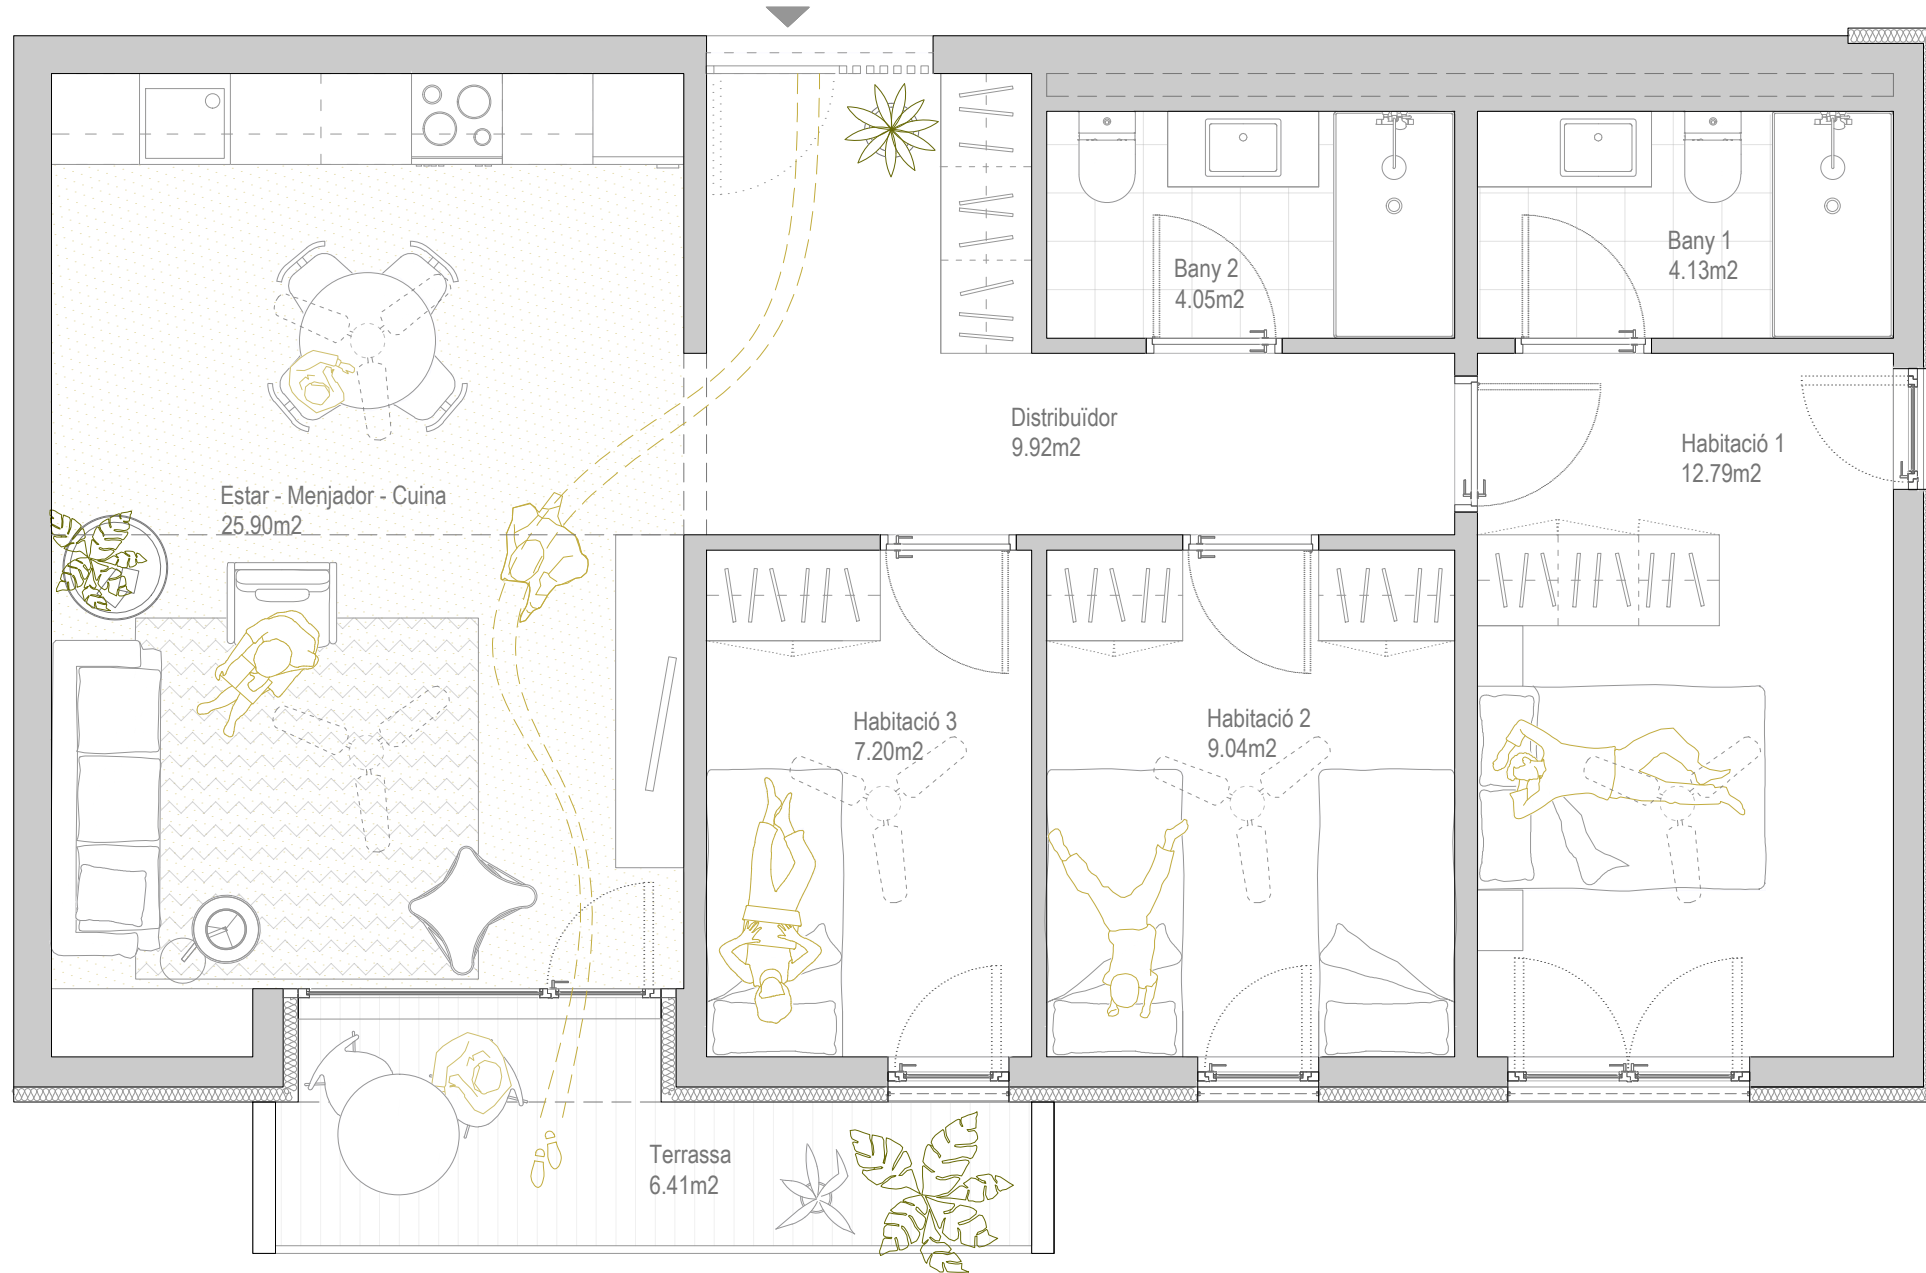 Bany 1
4.13m2
Bany 2
4.05m2
Distribuïdor
9.92m2
Habitació 1
12.79m2
Estar - Menjador - Cuina
25.90m2
Habitació 3
7.20m2
Habitació 2
9.04m2
Terrassa
6.41m2